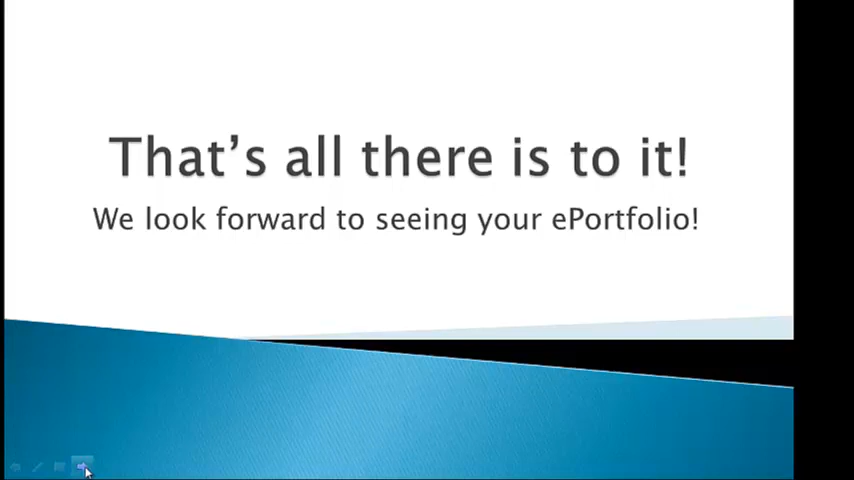 That's all there is to it!
We look forward to seeing your ePortfolio!